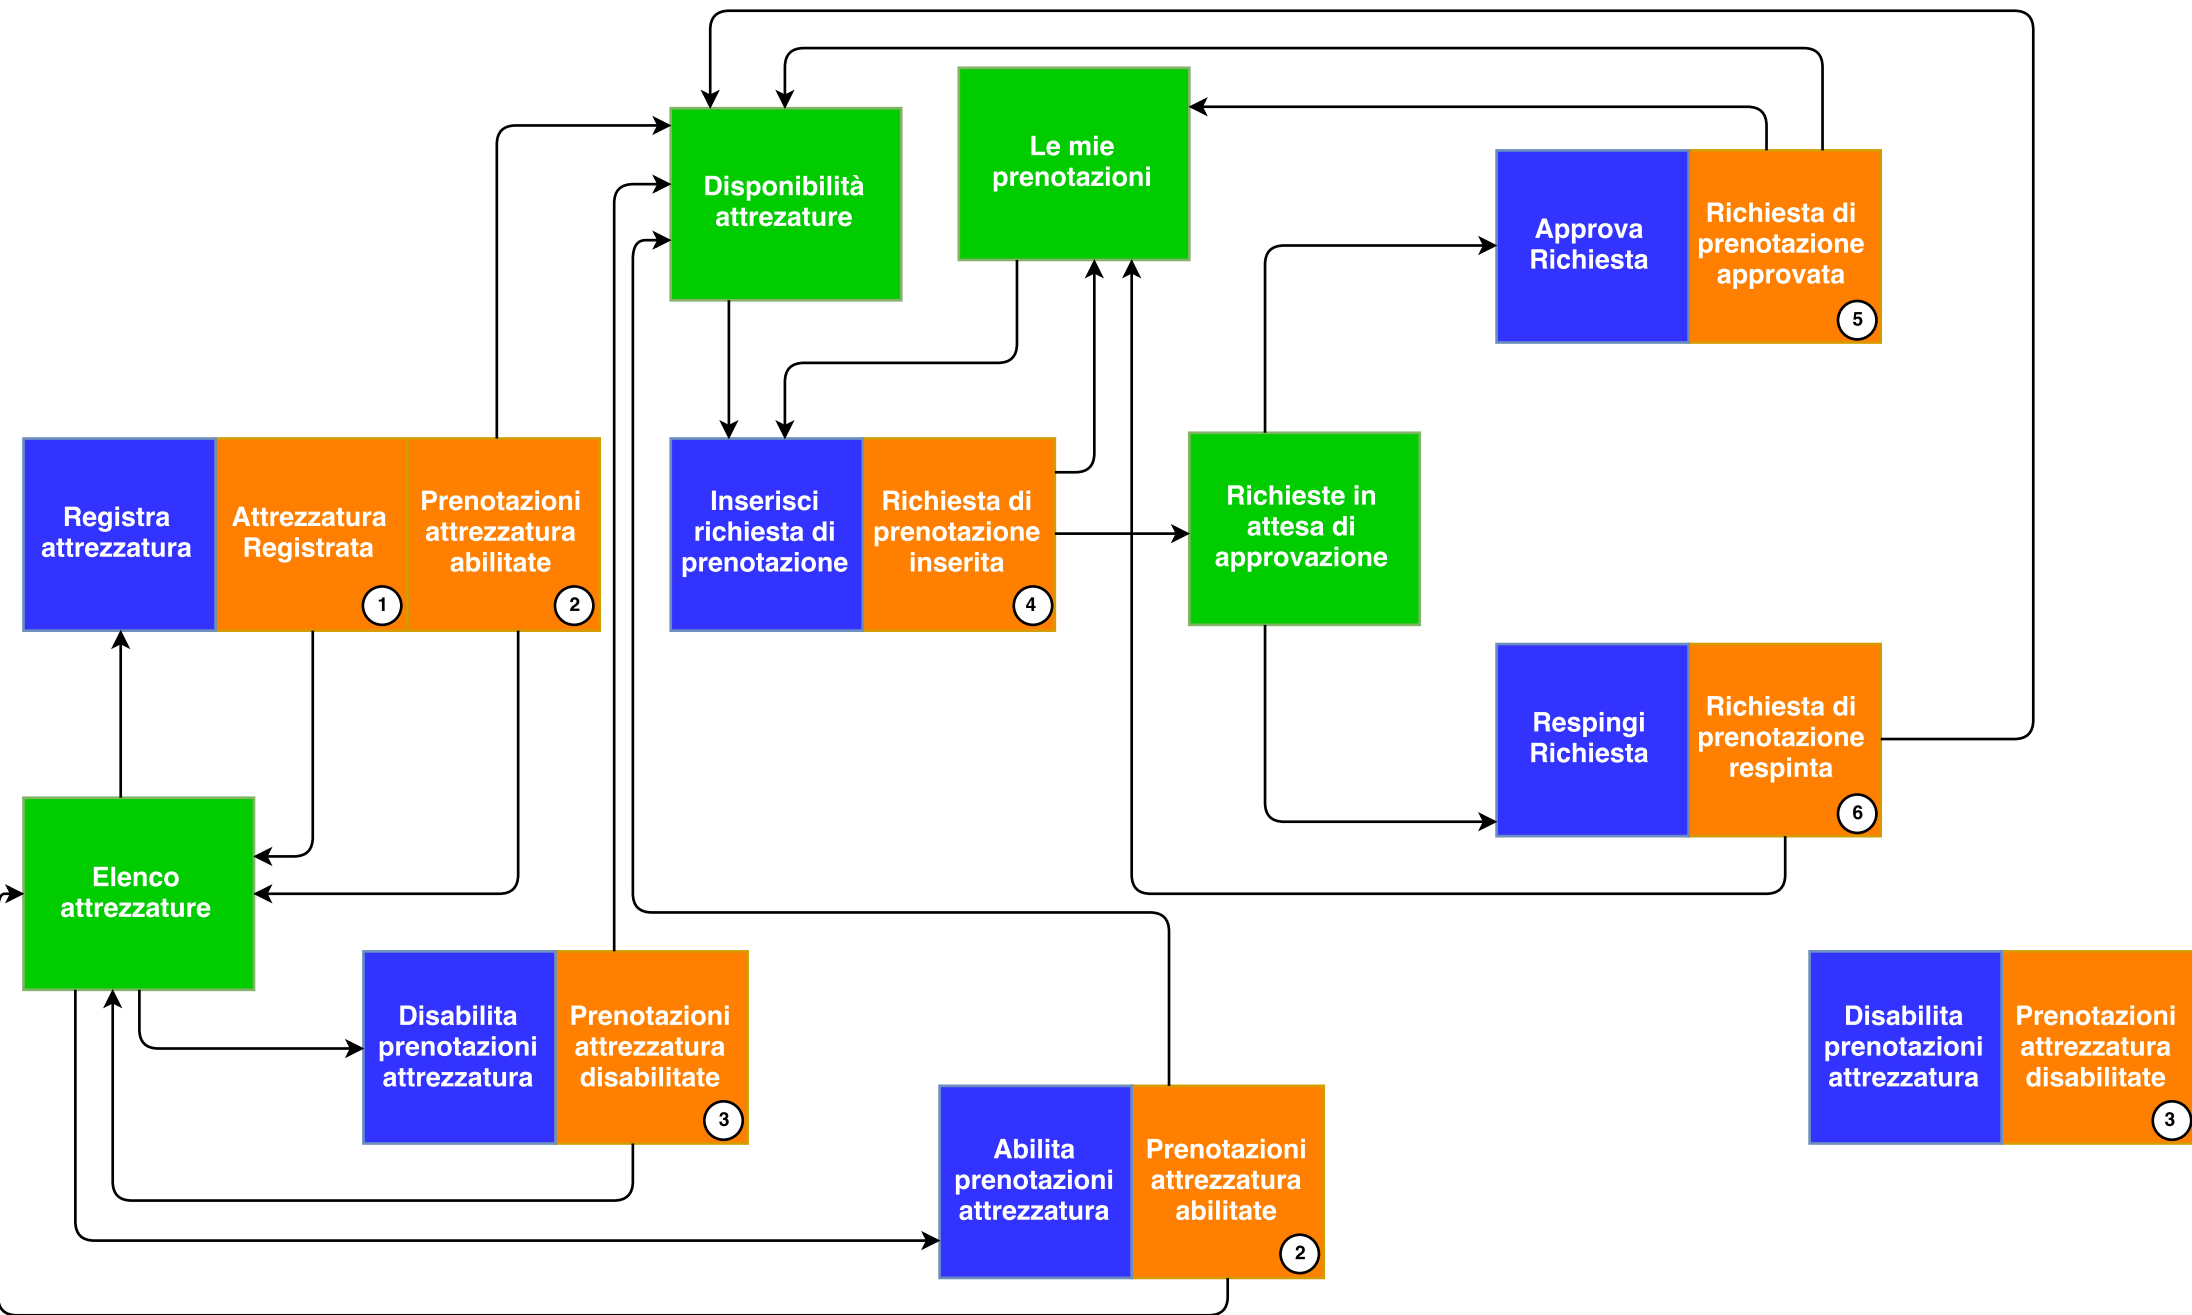 Le mie
prenotazioni
Disponibilità
attrezature
Approva
Richiesta
Richiesta di
prenotazione
approvata
5
Registra
attrezzatura
Attrezzatura
Registrata
1
Prenotazioni
attrezzatura
abilitate
2
Inserisci
richiesta di
prenotazione
Richiesta di
prenotazione
inserita
4
Richieste in
attesa di
approvazione
Respingi
Richiesta
Richiesta di
prenotazione
respinta
6
Elenco
attrezzature
Disabilita
prenotazioni
attrezzatura
Prenotazioni
attrezzatura
disabilitate
3
Abilita
prenotazioni
attrezzatura
Prenotazioni
attrezzatura
abilitate
2
Disabilita
prenotazioni
attrezzatura
Prenotazioni
attrezzatura
disabilitate
3